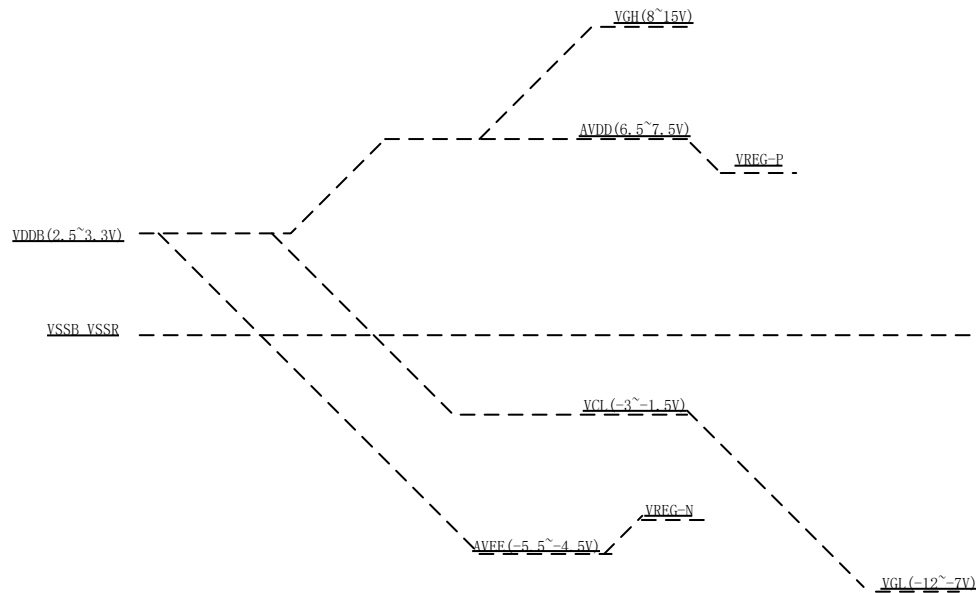 VGH(8~15V)
AVDD(6.5~7.5V)
VREG-P
VDDB(2.5~3.3V)
VSSB VSSR
VCL(-3~-1.5V)
VREG-N
AVEE(-5.5~-4.5V)
VGL(-12~-7V)